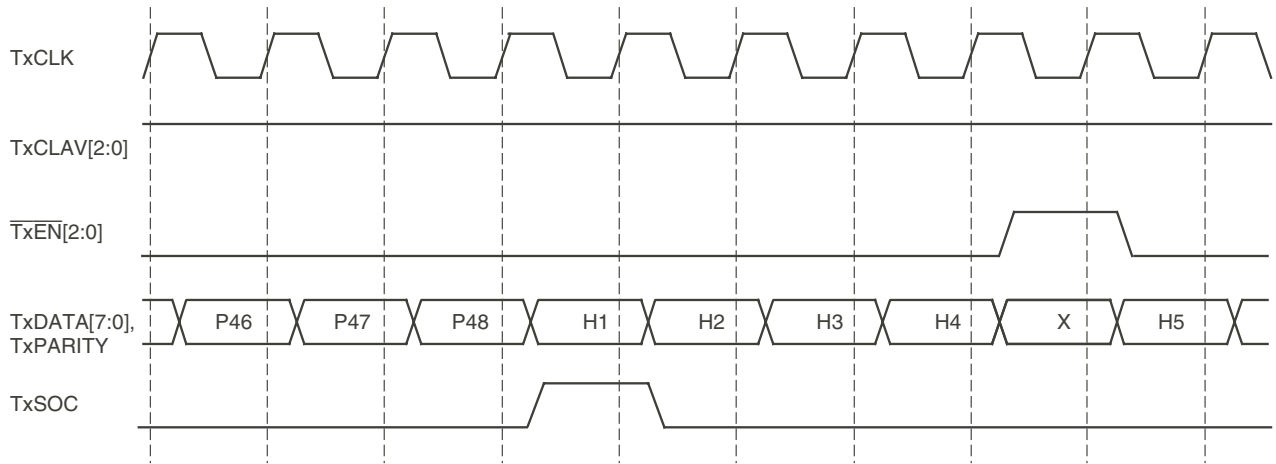 TxCLK
TxCLAV[2:0]
TxEN[2:0]
TxDATA[7:0],
TxPARITY
P46 P47 P48 H1 H2 H3 H4 X H5
TxSOC